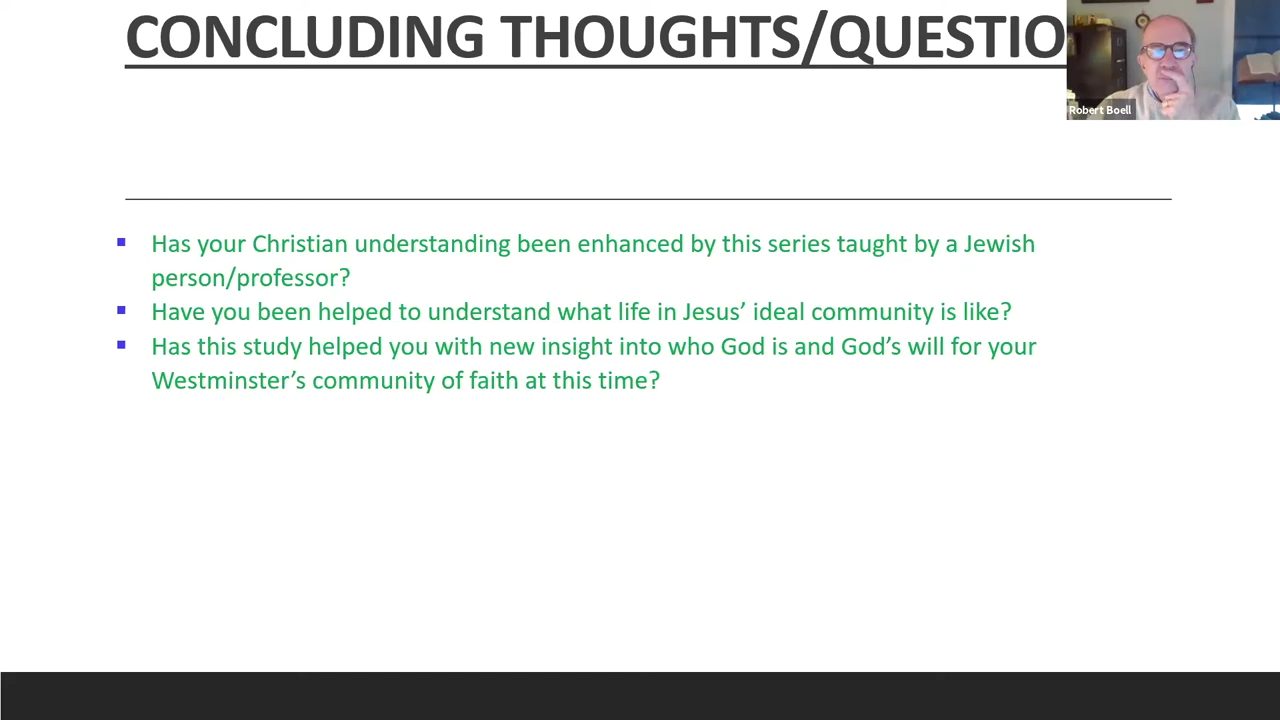 CONCLUDING THOUGHTS/QUESTIO
Robert Boell
Has your Christian understanding been enhanced by this series taught by a Jewish
person/professor?
Have you been helped to understand what life in Jesus’ ideal community is like?
Has this study helped you with new insight into who God is and God’s will for your
Westminster’s community of faith at this time?